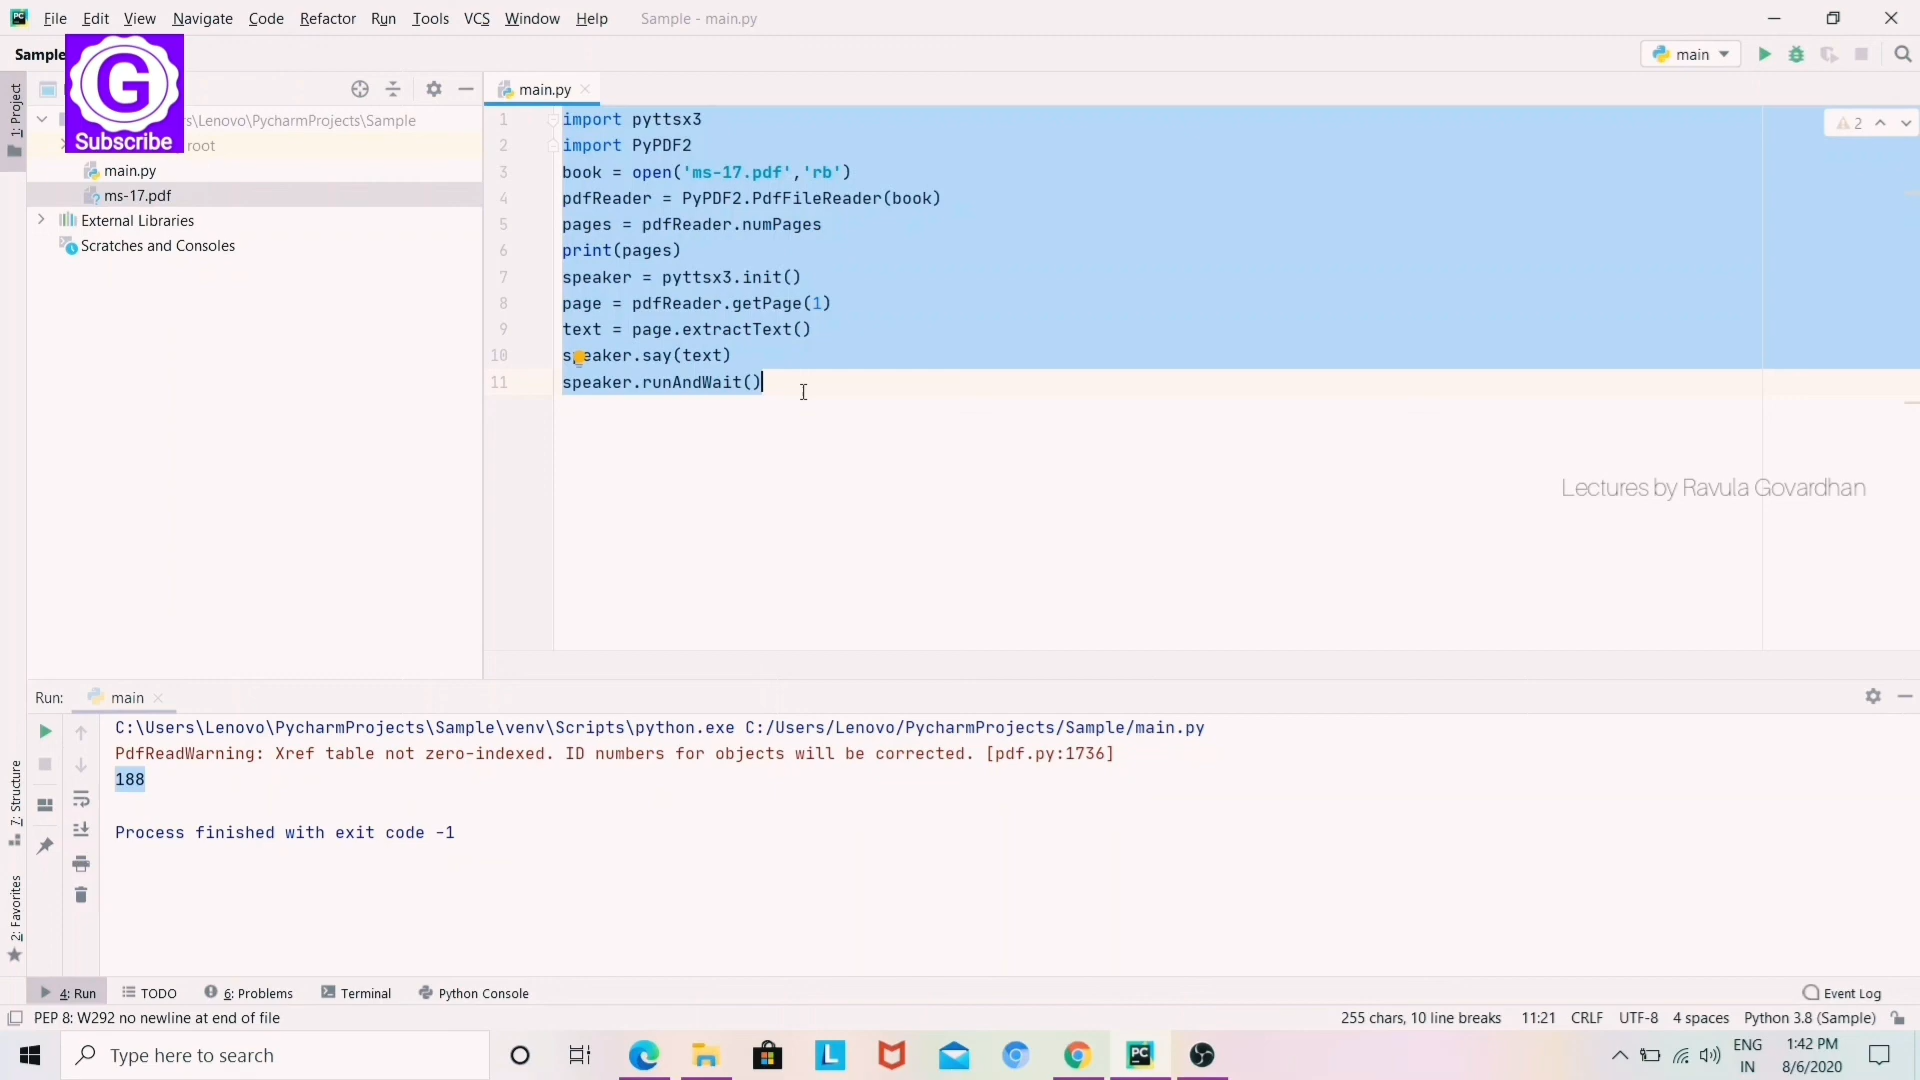 File Edit View Navigate Code Refactor Run Tools VCS Window Help Sample - main.py
Sample
main
G
Subscribe
1: Project
s\Lenovo\PycharmProjects\Sample
root
main.py
ms-17.pdf
External Libraries
Scratches and Consoles
main.py
2
1 import pyttsx3
2 import PyPDF2
3 book = open('ms-17.pdf','rb')
4 pdfReader = PyPDF2.PdfFileReader(book)
5 pages = pdfReader.numPages
6 print(pages)
7 speaker = pyttsx3.init()
8 page = pdfReader.getPage(1)
9 text = page.extractText()
10 speaker.say(text)
11 speaker.runAndWait()
Lectures by Ravula Govardhan
Run: main
C:\Users\Lenovo\PycharmProjects\Sample\venv\Scripts\python.exe C:/Users/Lenovo/PycharmProjects/Sample/main.py
PdfReadWarning: Xref table not zero-indexed. ID numbers for objects will be corrected. [pdf.py:1736]
188
Process finished with exit code -1
7: Structure
2: Favorites
4: Run TODO 6: Problems Terminal Python Console Event Log
PEP 8: W292 no newline at end of file 255 chars, 10 line breaks 11:21 CRLF UTF-8 4 spaces Python 3.8 (Sample)
Type here to search
L
PC
ENG
IN
1:42 PM
8/6/2020